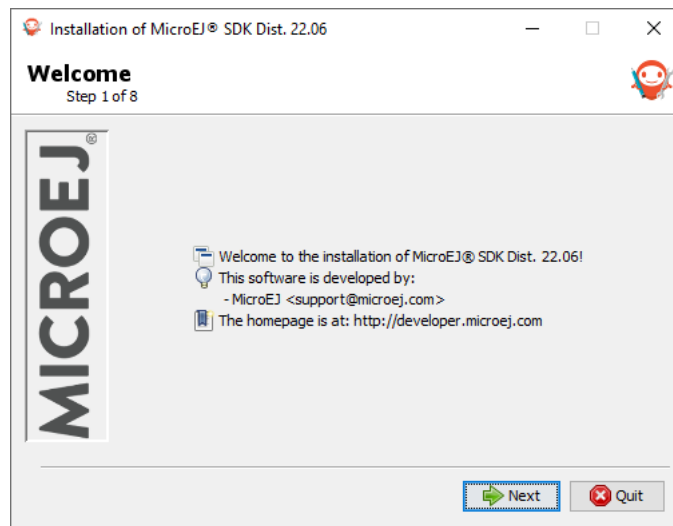 Installation of MicroEJ® SDK Dist. 22.06
Welcome
Step 1 of 8
MICROEJ®
Welcome to the installation of MicroEJ® SDK Dist. 22.06!
This software is developed by:
- MicroEJ <support@microej.com>
The homepage is at: http://developer.microej.com
Next
Quit